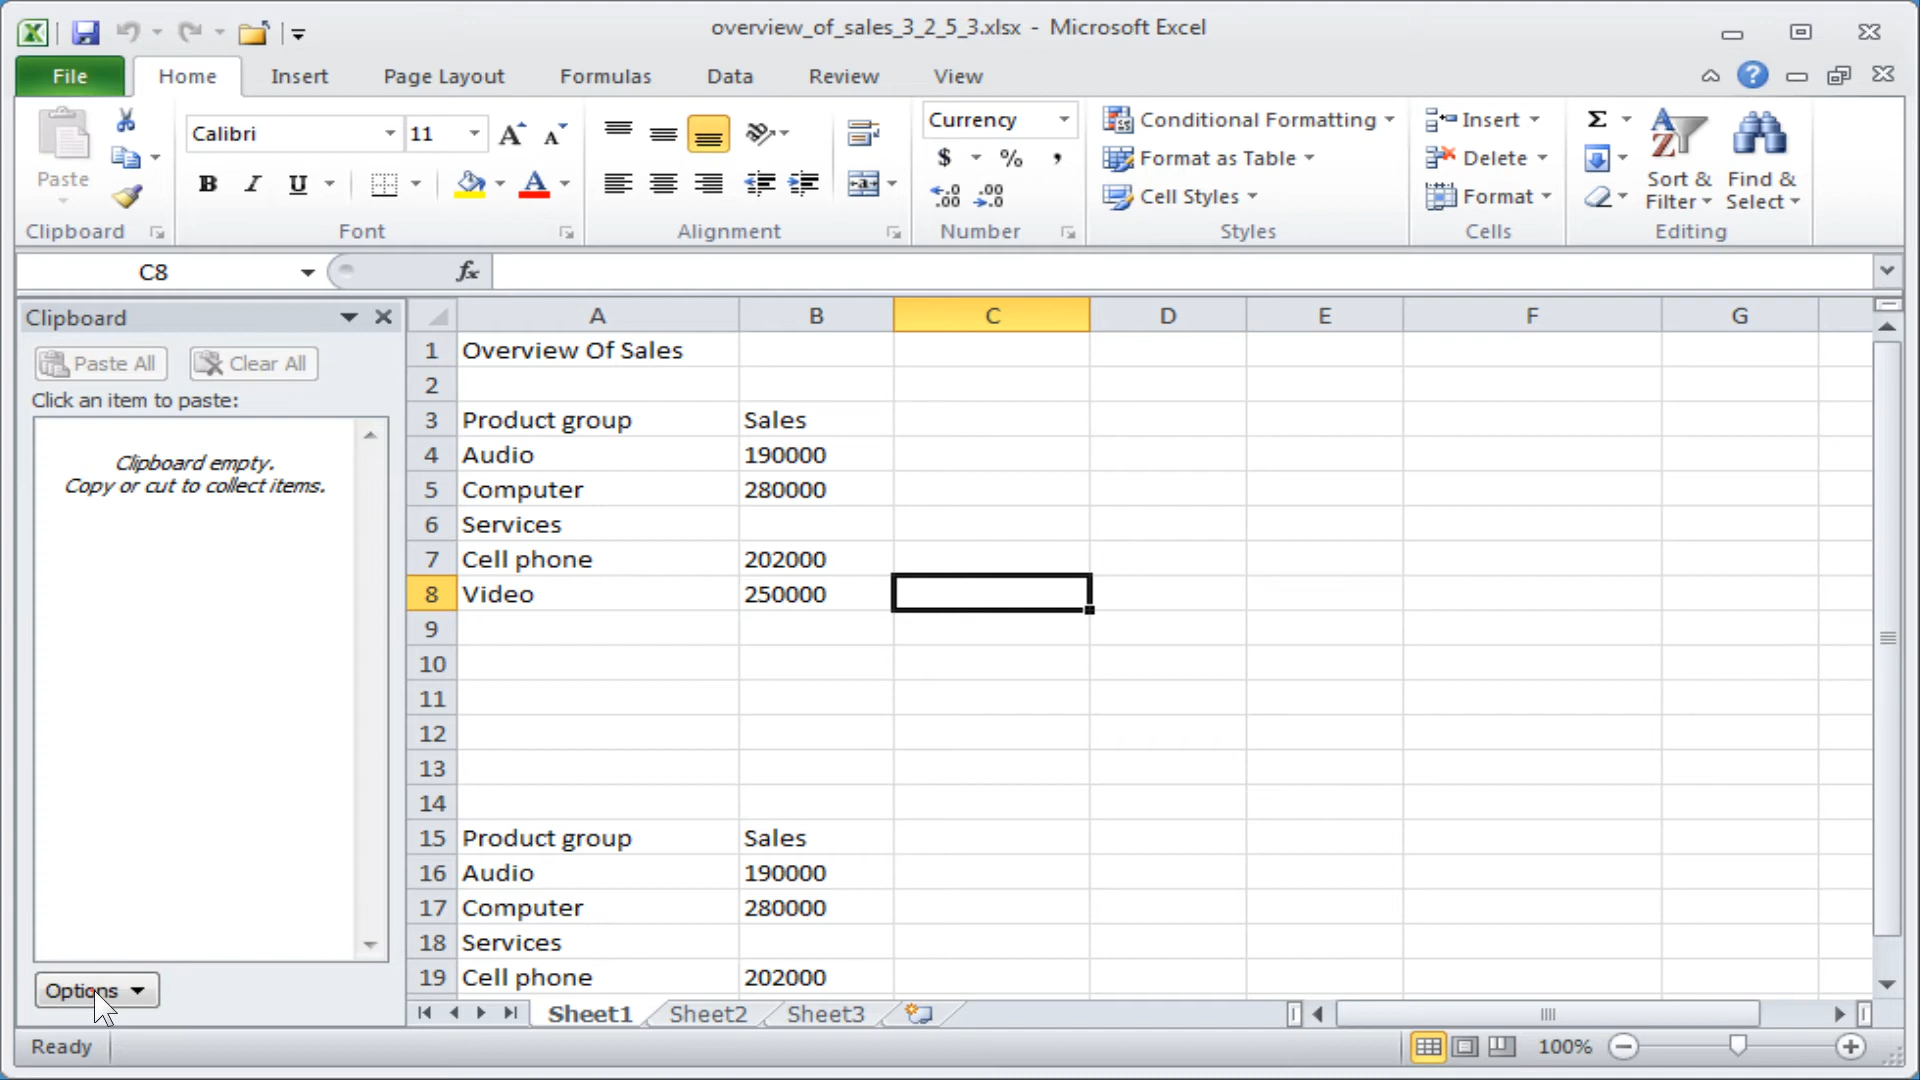 overview_of_sales_3_2_5_3.xlsx - Microsoft Excel
File Home Insert Page Layout Formulas Data Review View
Paste
Clipboard
Calibri 11
B I U A
Font
Alignment
Currency
$ % ,
Number
Conditional Formatting
Format as Table
Cell Styles
Styles
Insert
Delete
Format
Cells
Σ
Sort & Filter
Find & Select
Editing
C8 fx
Clipboard
Paste All Clear All
Click an item to paste:
Clipboard empty.
Copy or cut to collect items.
Options
A B C D E F G
1 Overview Of Sales
2
3 Product group Sales
4 Audio 190000
5 Computer 280000
6 Services
7 Cell phone 202000
8 Video 250000
9
10
11
12
13
14
15 Product group Sales
16 Audio 190000
17 Computer 280000
18 Services
19 Cell phone 202000
Sheet1 Sheet2 Sheet3
Ready 100%